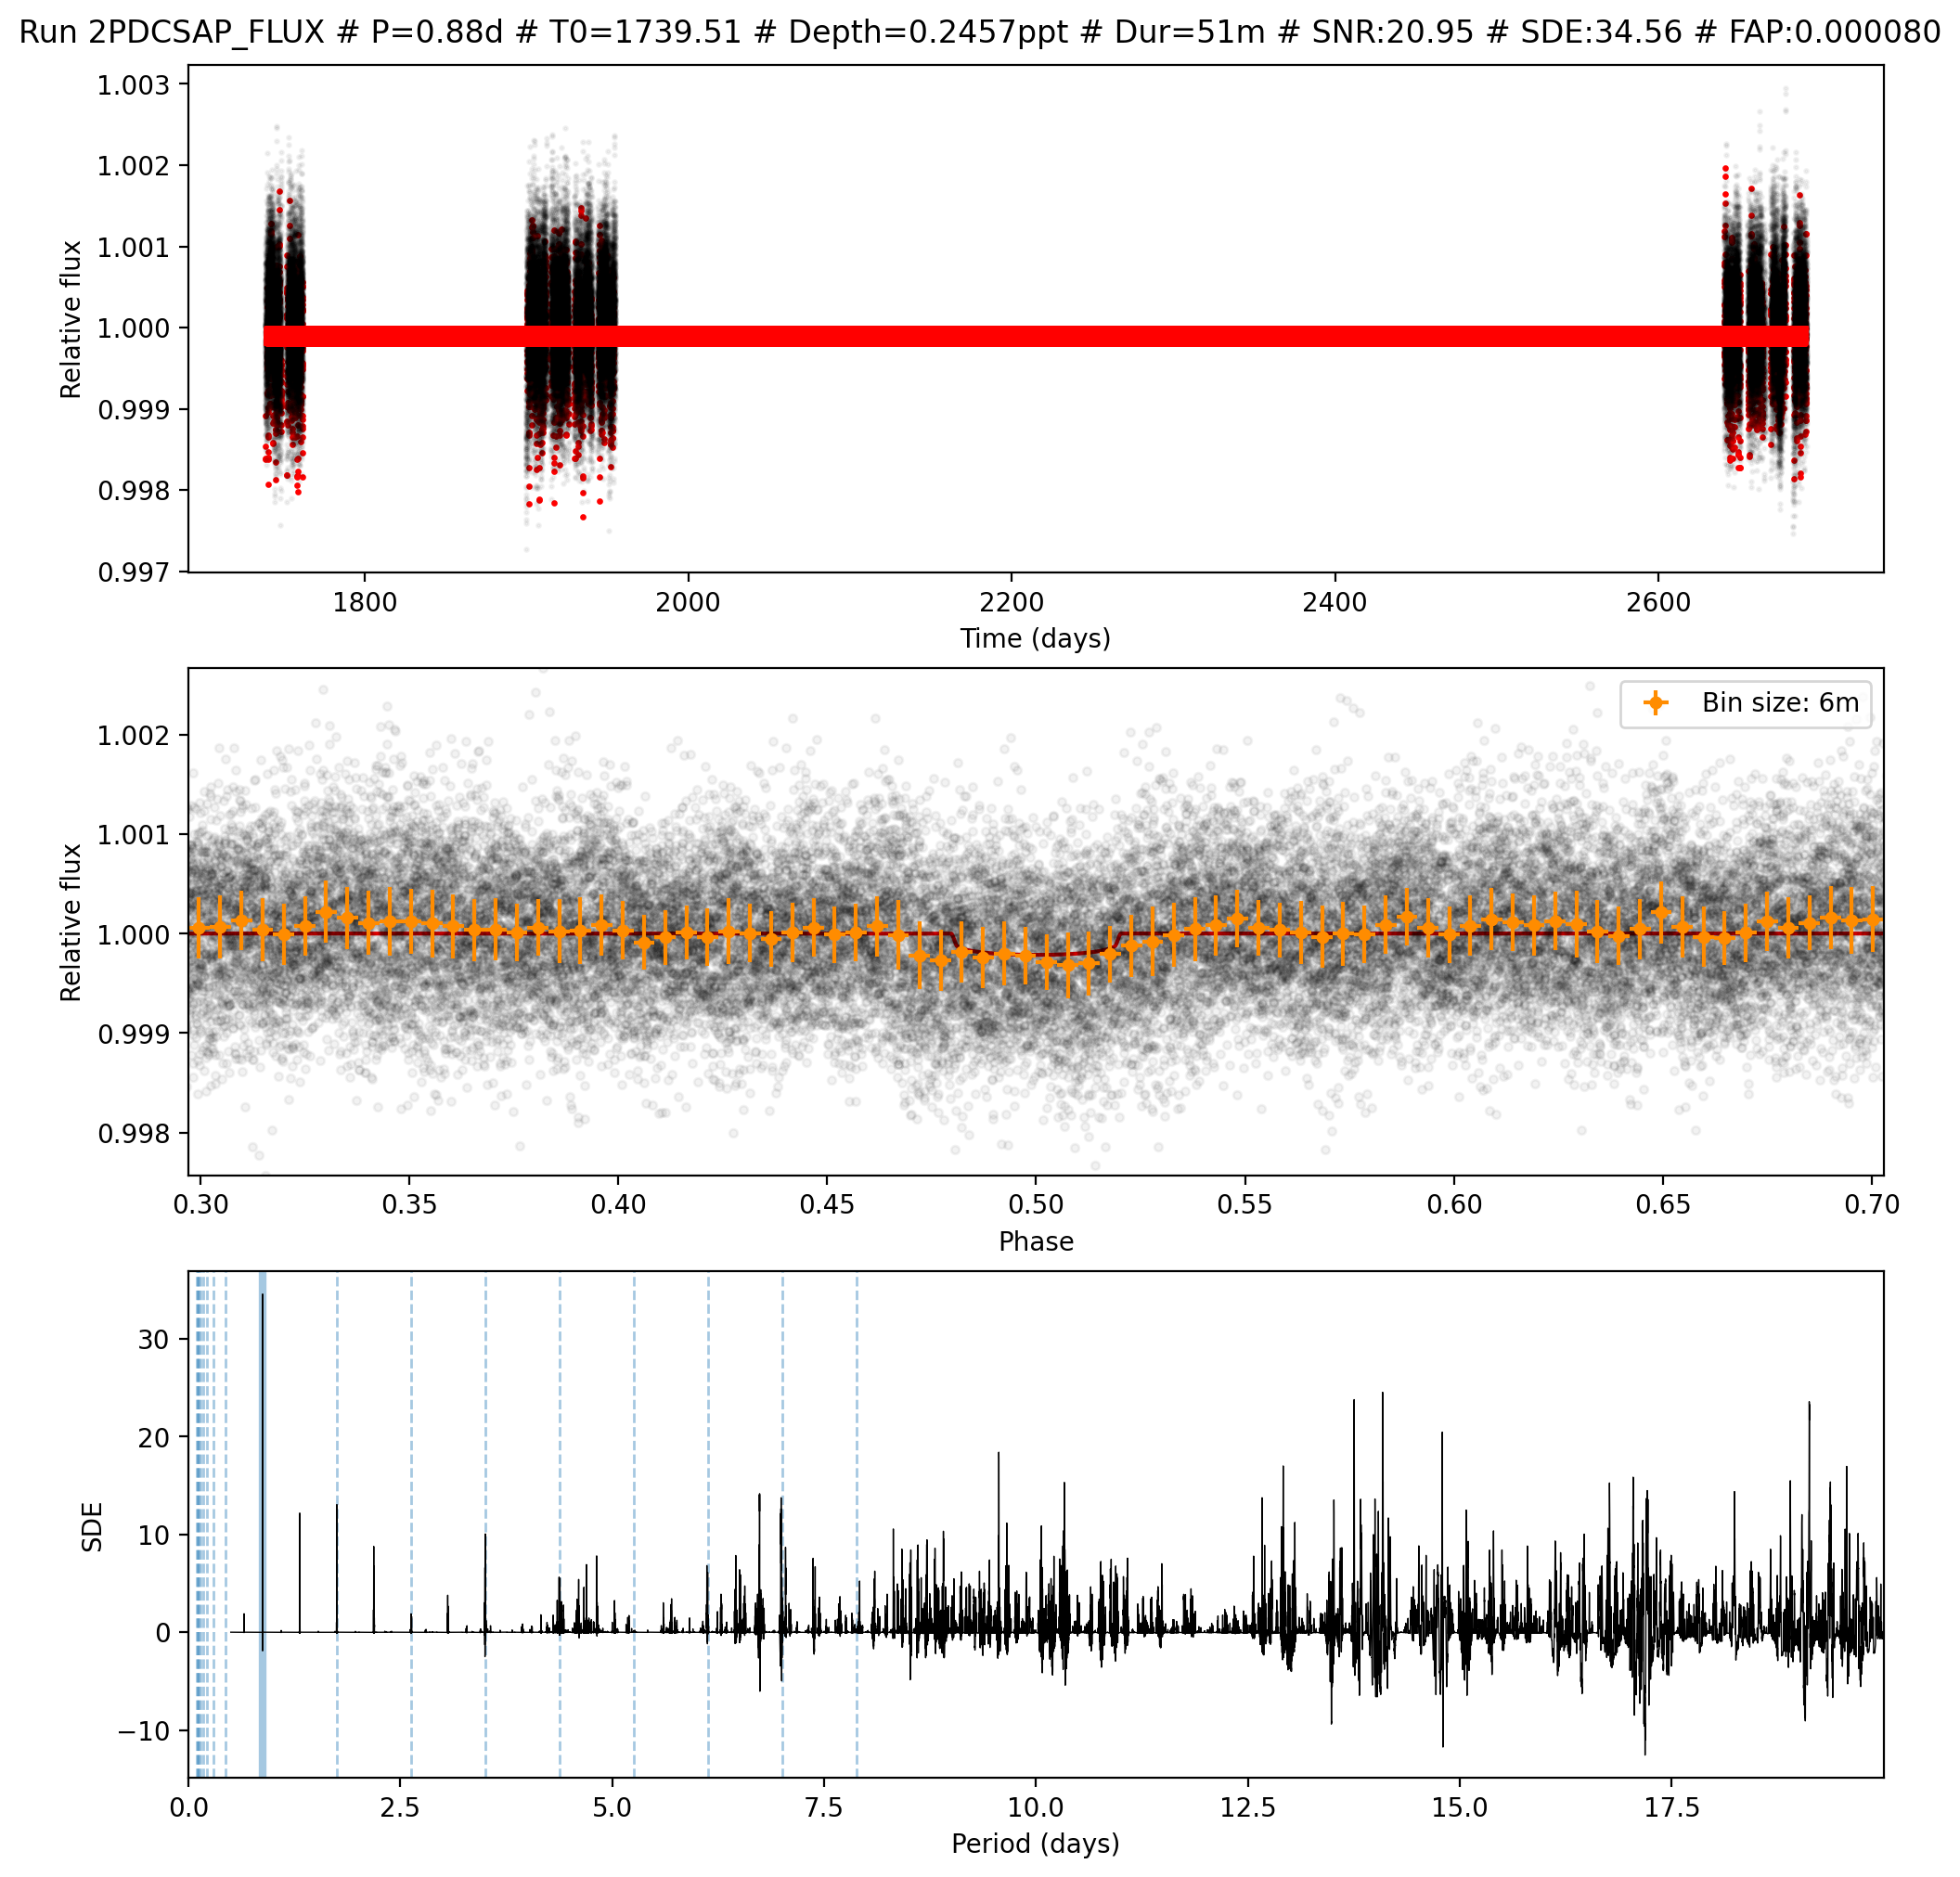 Run 2PDCSAP_FLUX # P=0.88d # T0=1739.51 # Depth=0.2457ppt # Dur=51m # SNR:20.95 # SDE:34.56 # FAP:0.000080
1.003
1.002
1.001
1.000
0.999
0.998
0.997
Relative flux
1800 2000 2200 2400 2600
Time (days)
Bin size: 6m
1.002
1.001
1.000
0.999
0.998
Relative flux
0.30 0.35 0.40 0.45 0.50 0.55 0.60 0.65 0.70
Phase
30
20
10
0
−10
SDE
0.0 2.5 5.0 7.5 10.0 12.5 15.0 17.5
Period (days)